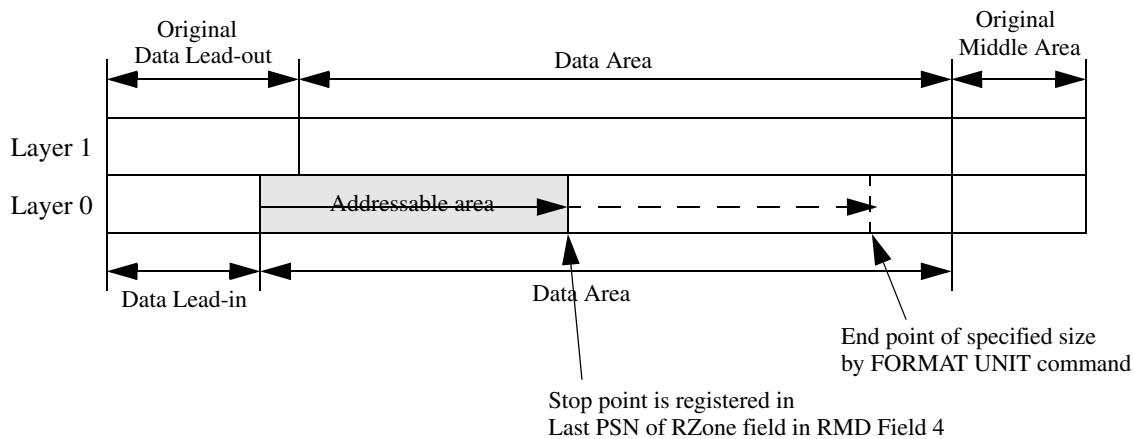 Original
Data Lead-out
Data Area
Original
Middle Area
Layer 1
Layer 0
Addressable area
Data Lead-in
Data Area
End point of specified size
by FORMAT UNIT command
Stop point is registered in
Last PSN of RZone field in RMD Field 4